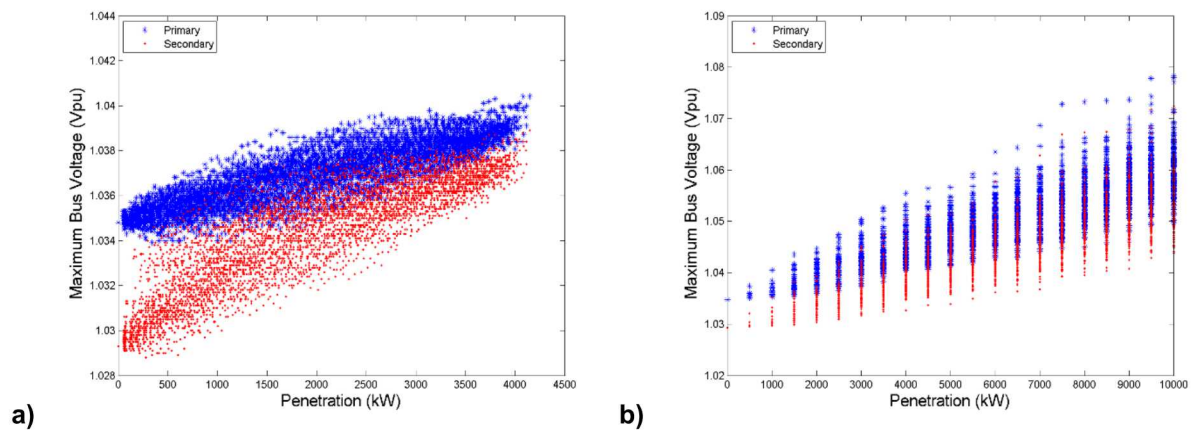 1.044
1.042
1.04
1.038
1.036
1.034
1.032
1.03
1.028
Maximum Bus Voltage (Vpu)
Primary
Secondary
0 500 1000 1500 2000 2500 3000 3500 4000 4500
Penetration (kW)
a)
1.09
1.08
1.07
1.06
1.05
1.04
1.03
1.02
Maximum Bus Voltage (Vpu)
Primary
Secondary
0 1000 2000 3000 4000 5000 6000 7000 8000 9000 10000
Penetration (kW)
b)